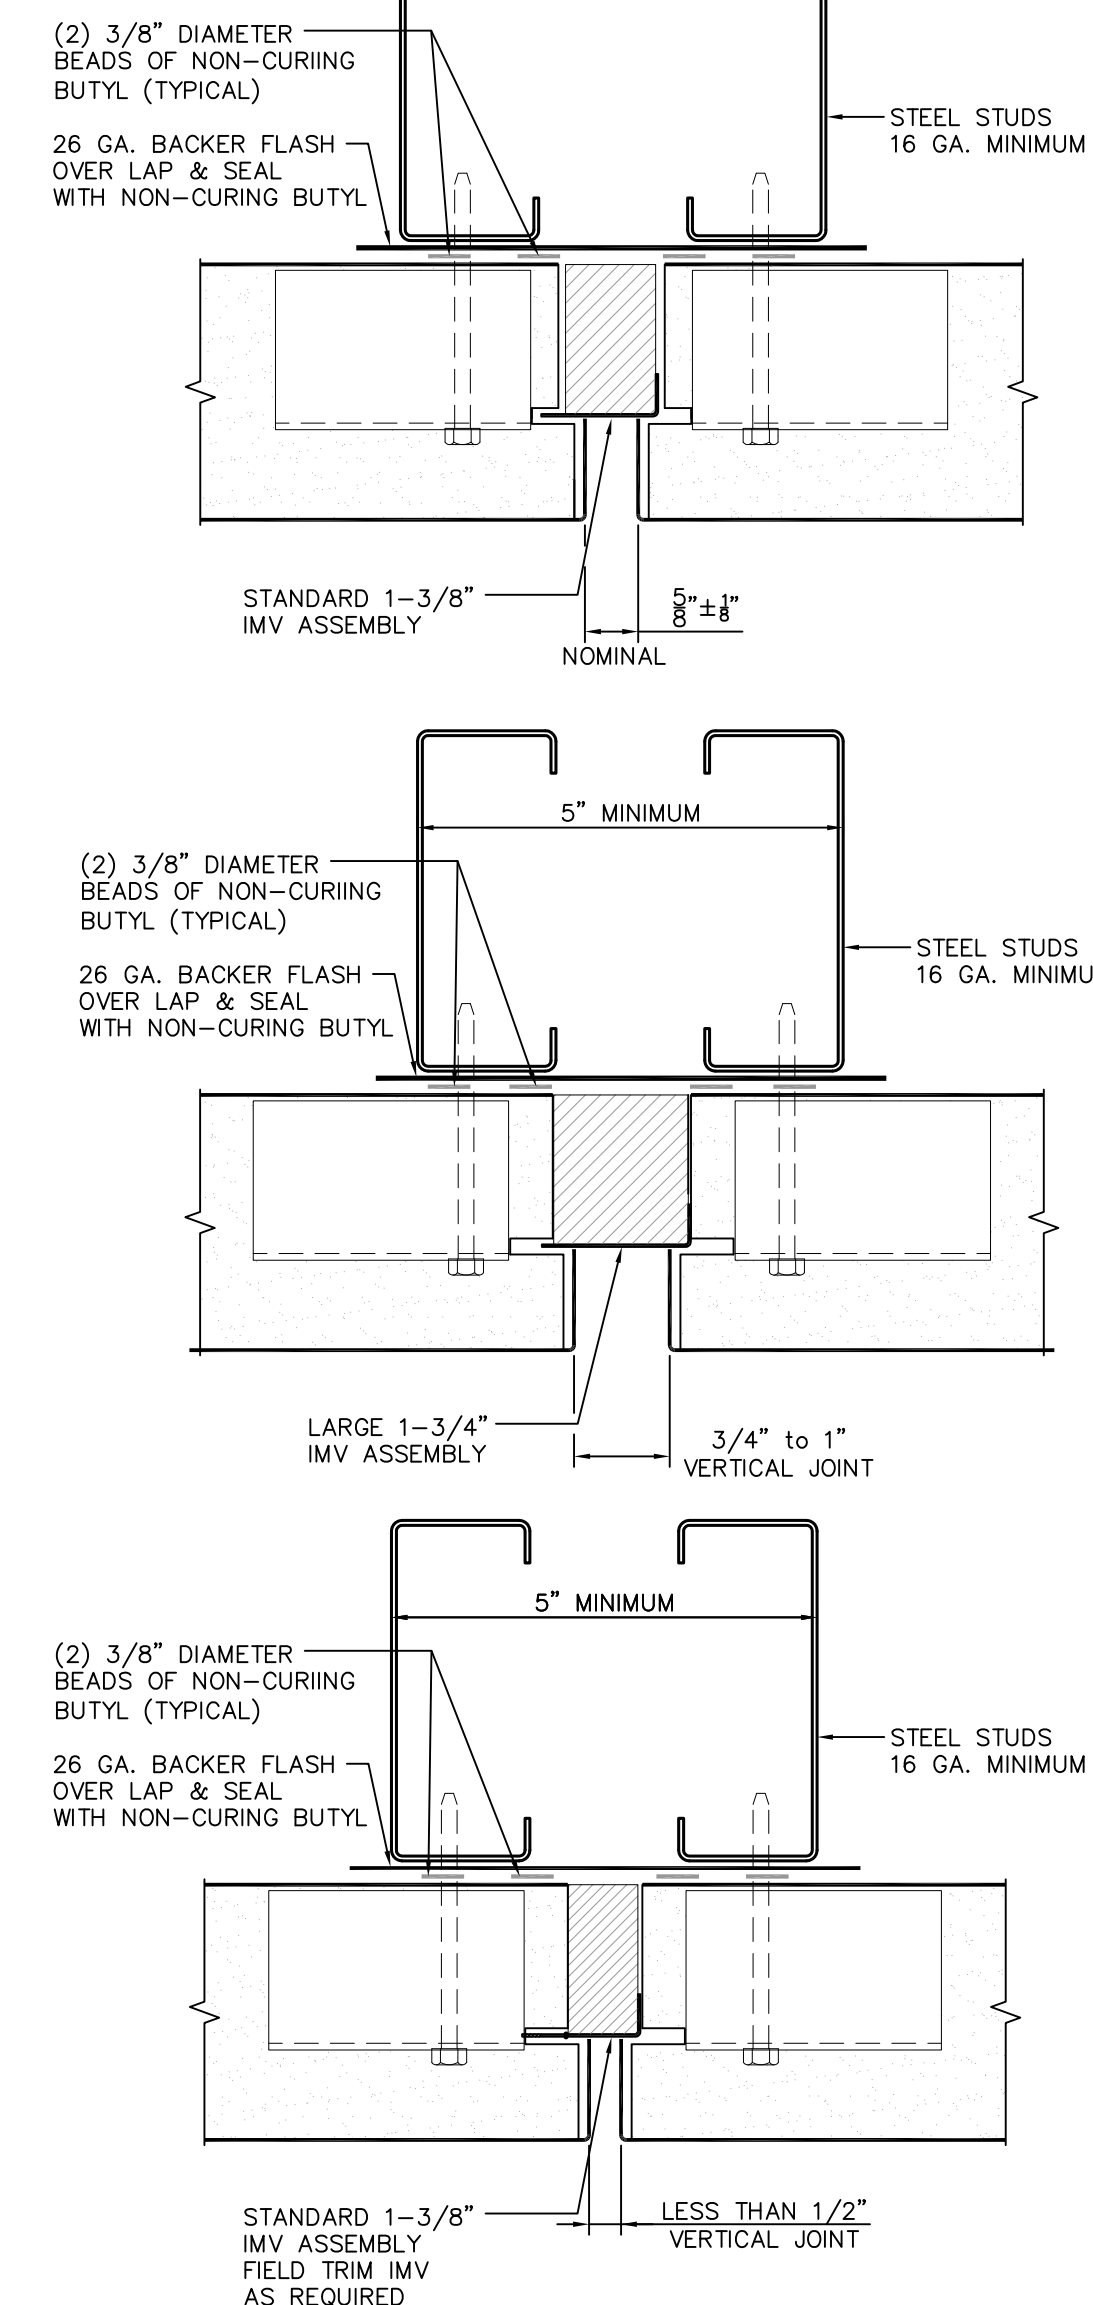 (2) 3/8” DIAMETER
BEADS OF NON-CURIING
BUTYL (TYPICAL)
STEEL STUDS
16 GA. MINIMUM
26 GA. BACKER FLASH
OVER LAP & SEAL
WITH NON-CURING BUTYL
STANDARD 1-3/8”
IMV ASSEMBLY
5/8”±1/8”
NOMINAL
5” MINIMUM
(2) 3/8” DIAMETER
BEADS OF NON-CURIING
BUTYL (TYPICAL)
STEEL STUDS
16 GA. MINIMU
26 GA. BACKER FLASH
OVER LAP & SEAL
WITH NON-CURING BUTYL
LARGE 1-3/4”
IMV ASSEMBLY
3/4” to 1”
VERTICAL JOINT
5” MINIMUM
(2) 3/8” DIAMETER
BEADS OF NON-CURIING
BUTYL (TYPICAL)
STEEL STUDS
16 GA. MINIMUM
26 GA. BACKER FLASH
OVER LAP & SEAL
WITH NON-CURING BUTYL
STANDARD 1-3/8”
IMV ASSEMBLY
FIELD TRIM IMV
AS REQUIRED
LESS THAN 1/2”
VERTICAL JOINT